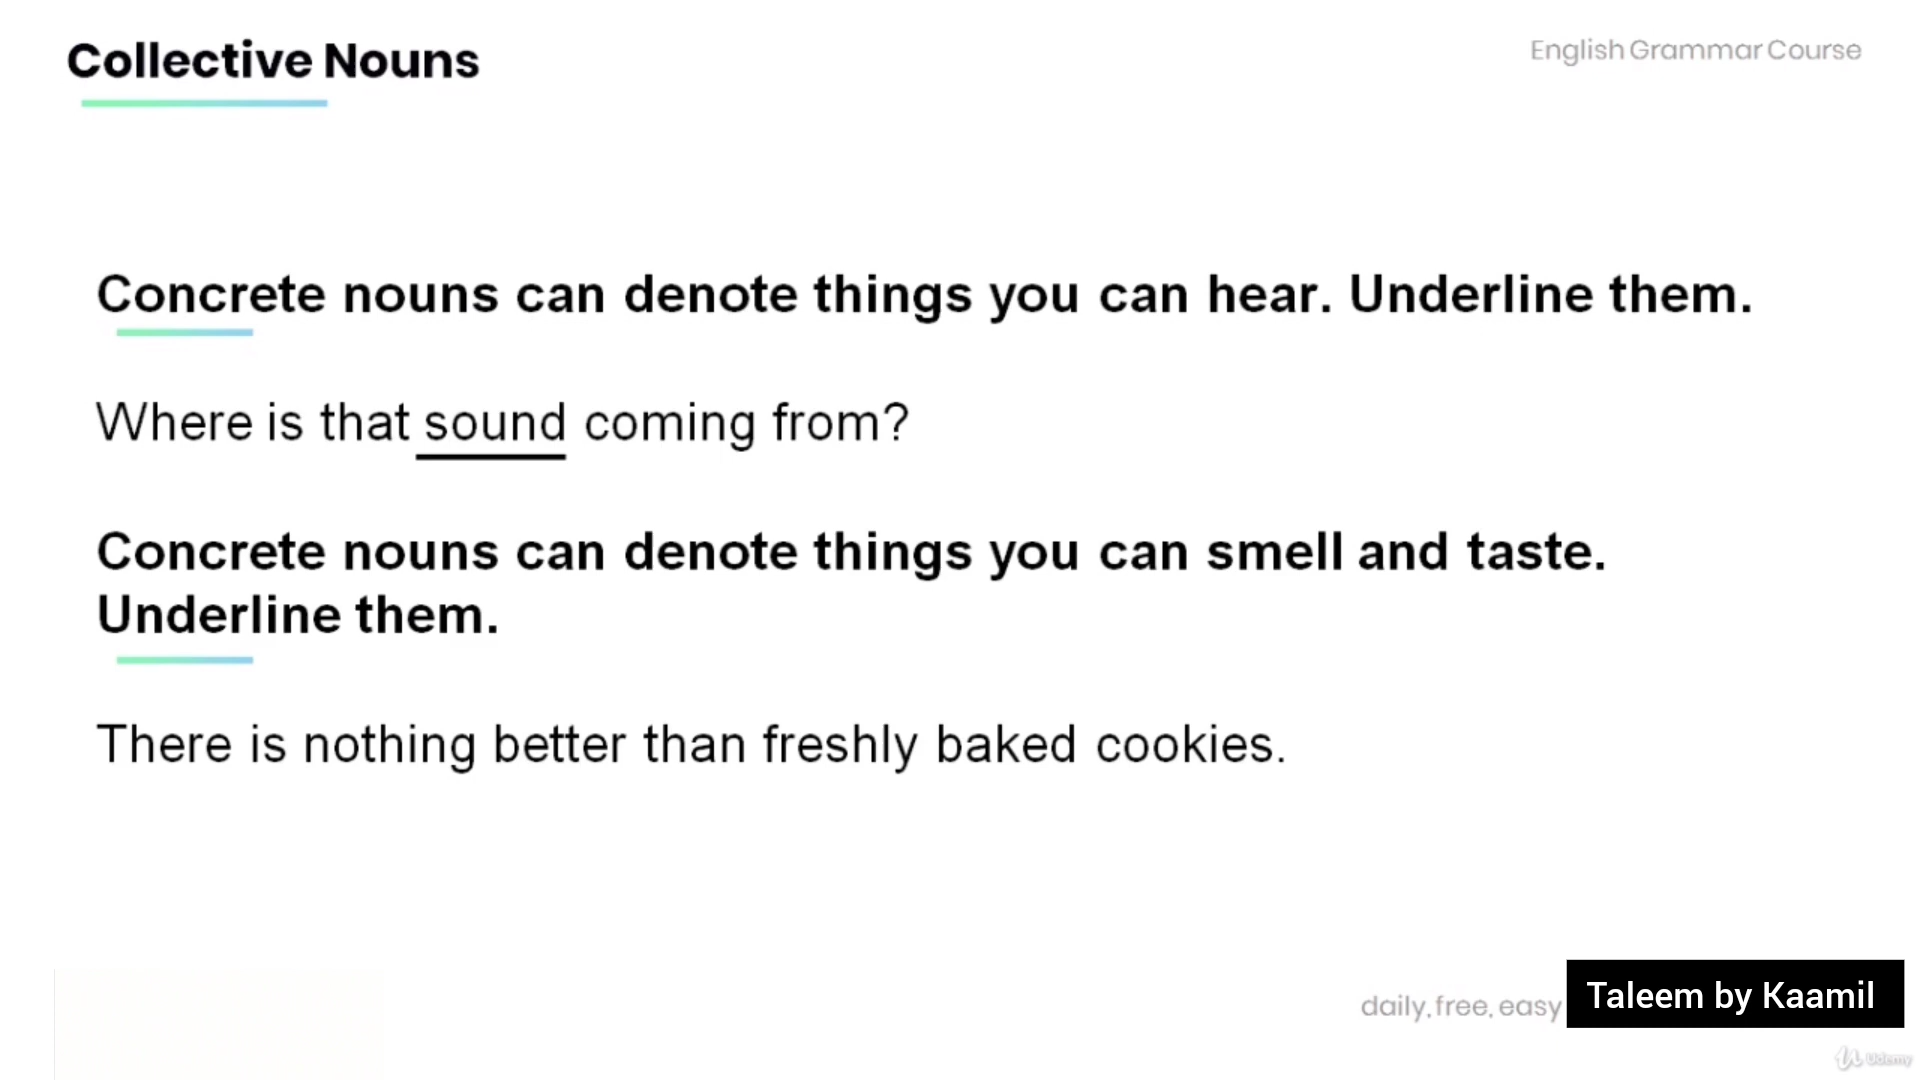 Collective Nouns
English Grammar Course
Concrete nouns can denote things you can hear. Underline them.
Where is that sound coming from?
Concrete nouns can denote things you can smell and taste.
Underline them.
There is nothing better than freshly baked cookies.
daily, free, easy
Taleem by Kaamil
Udemy